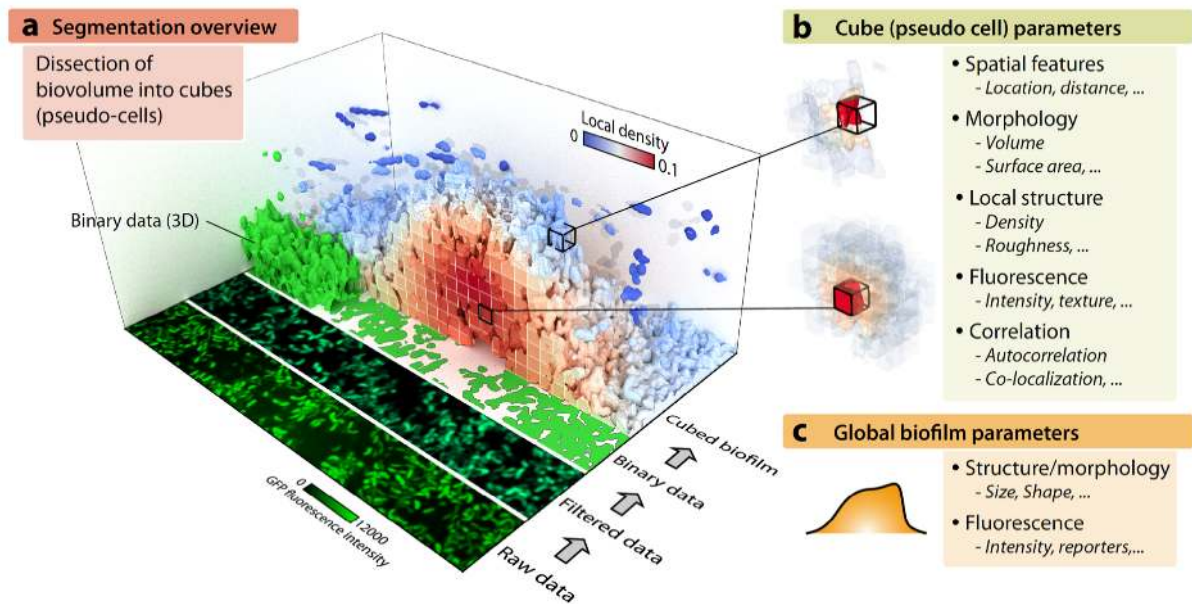 a Segmentation overview
Dissection of
biovolume into cubes
(pseudo-cells)
Local density
0
0.1
Binary data (3D)
Cubed biofilm
Binary data
Filtered data
Raw data
0
12000
GFP fluorescence intensity
b Cube (pseudo cell) parameters
• Spatial features
- Location, distance, ...
• Morphology
- Volume
- Surface area, ...
• Local structure
- Density
- Roughness, ...
• Fluorescence
- Intensity, texture, ...
• Correlation
- Autocorrelation
- Co-localization, ...
c Global biofilm parameters
• Structure/morphology
- Size, Shape, ...
• Fluorescence
- Intensity, reporters,...